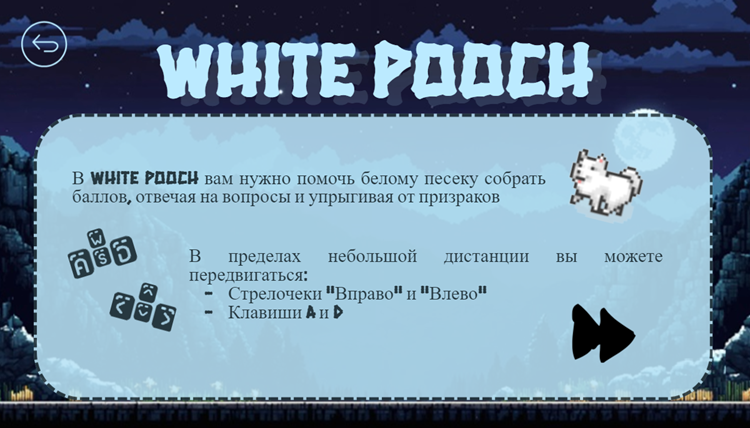 WHITE POOCH
В WHITE POOCH вам нужно помочь белому песеку собрать
баллов, отвечая на вопросы и упрыгивая от призраков
W
A S D
В пределах небольшой дистанции вы можете
передвигаться:
- Стрелочеки "Вправо" и "Влево"
- Клавиши A и D